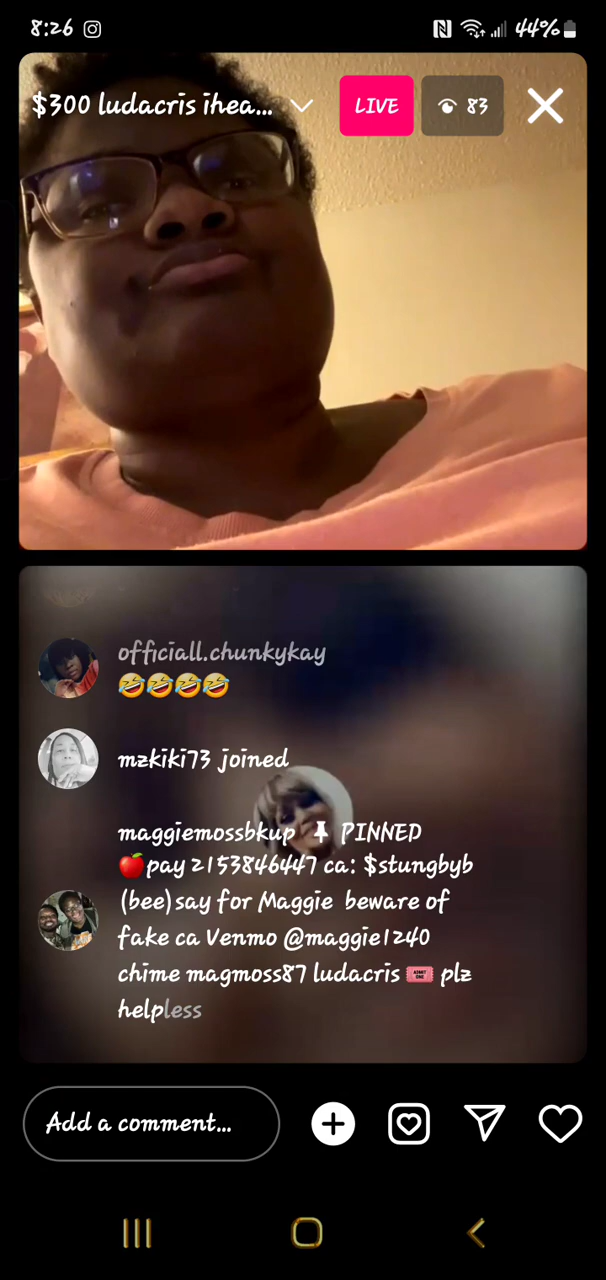 8:26
44%
$300 ludacris ihea...
LIVE
83
officiall.chunkykay
🤣🤣🤣🤣
mzkiki73 joined
maggiemossbkup 📌 PINNED
🍎pay 2153846447 ca: $stungbyb
(bee)say for Maggie beware of
fake ca Venmo @maggie1240
chime magmoss87 ludacris 🎟️ plz
helpless
Add a comment...